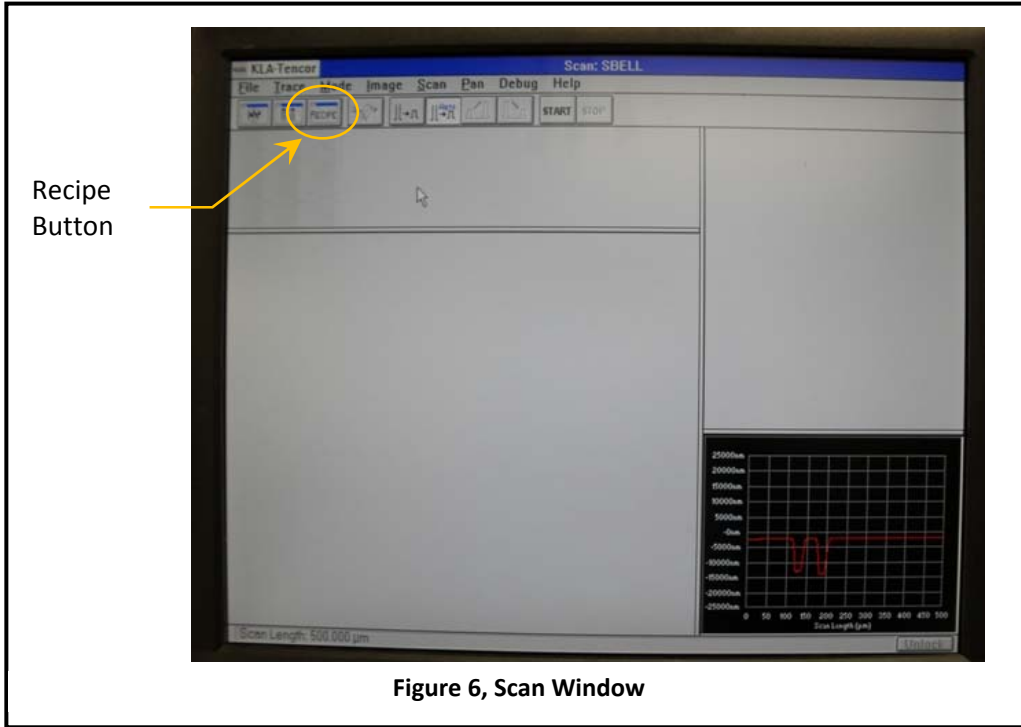 KLA-Tencor
Scan: SBELL
File Trace Mode Image Scan Pan Debug Help
RECIPE
START STOP
Recipe
Button
25000nm
20000nm
15000nm
10000nm
5000nm
-0nm
-5000nm
-10000nm
-15000nm
-20000nm
-25000nm
0 50 100 150 200 250 300 350 400 450 500
Scan Length (µm)
Scan Length: 500.000 µm
Unlock
Figure 6, Scan Window